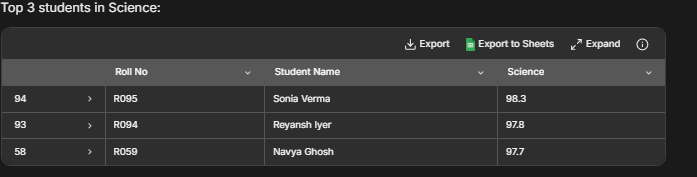 Top 3 students in Science:
Export Export to Sheets Expand
Roll No Student Name Science
94 R095 Sonia Verma 98.3
93 R094 Reyansh Iyer 97.8
58 R059 Navya Ghosh 97.7